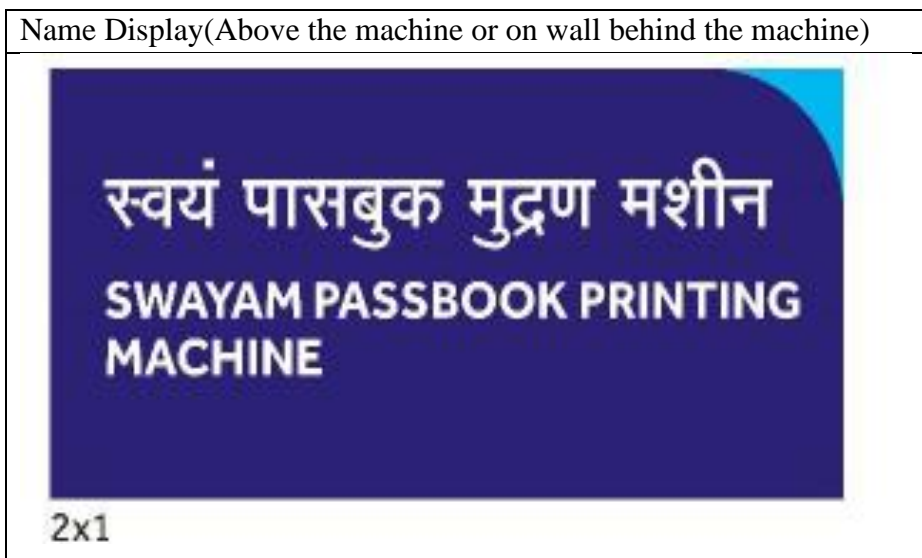 Name Display(Above the machine or on wall behind the machine)
स्वयं पासबुक मुद्रण मशीन
SWAYAM PASSBOOK PRINTING
MACHINE
2x1